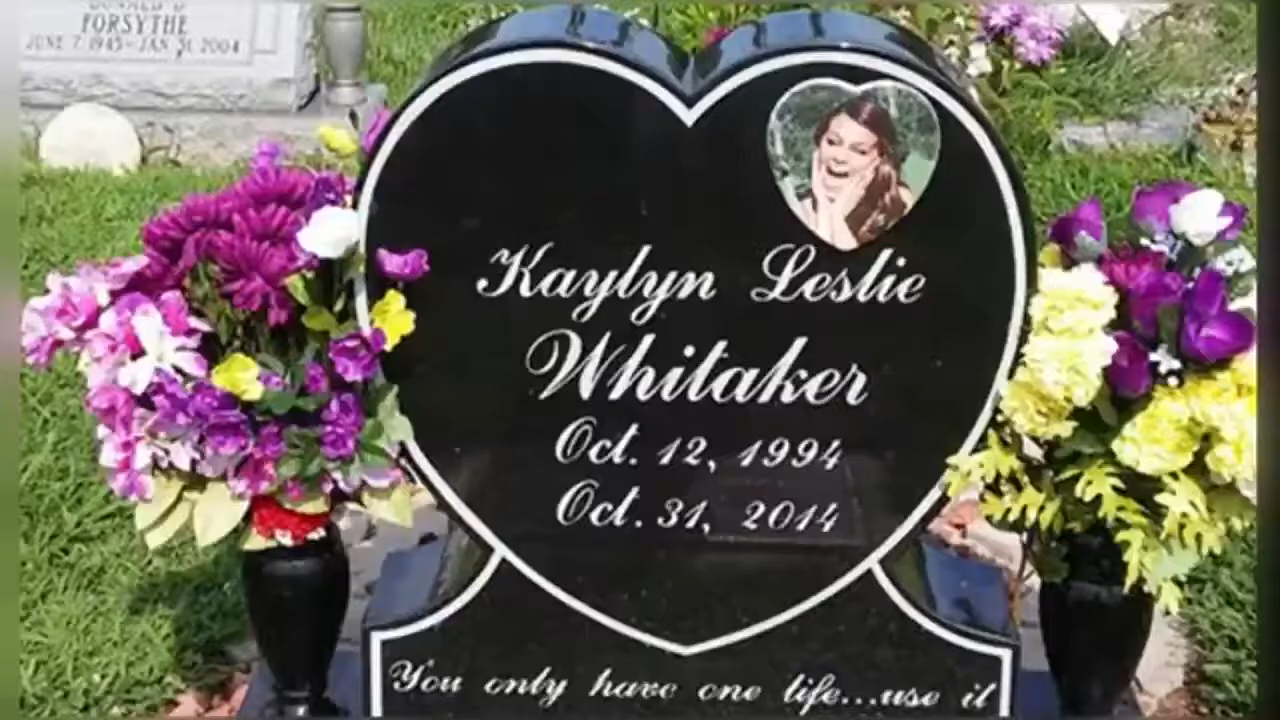 DONALD D
FORSYTHE
JUNE 7, 1945-JAN 31, 2004
Kaylyn Leslie
Whitaker
Oct. 12, 1994
Oct. 31, 2014
You only have one life...use it